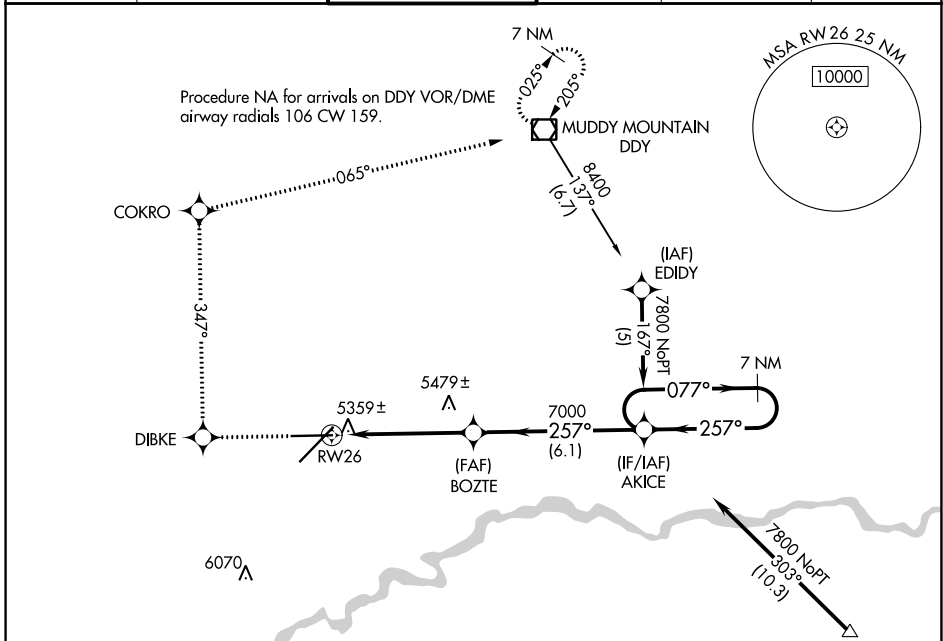 7 NM
025°
205°
MSA RW 26 25 NM
10000
Procedure NA for arrivals on DDY VOR/DME
airway radials 106 CW 159.
MUDDY MOUNTAIN
DDY
065°
8400
137°
(6.7)
COKRO
(IAF)
EDIDY
347°
7800 NoPT
167°
(5)
7 NM
077°
5479±
5359±
7000
257°
(6.1)
257°
DIBKE
RW26
(FAF)
BOZTE
(IF/IAF)
AKICE
6070
7800 NoPT
303°
(10.3)